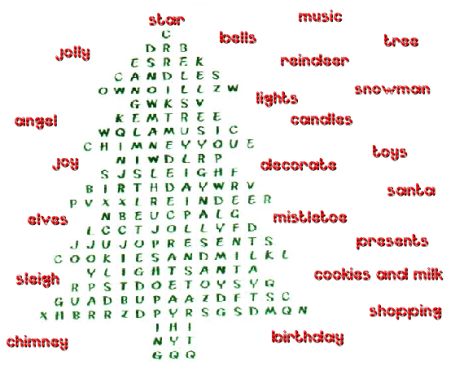 star
music
bells
tree
jolly
reindeer
snowman
lights
angel
candles
toys
joy
decorate
santa
elves
mistletoe
presents
sleigh
cookies and milk
shopping
chimney
birthday
C
D R B
E S R E K
C A N D L E S
O W N O I L L Z W
G W K S V
K E M T R E E
W Q L A M U S I C
C H I M N E Y Y O U E
N I W D L R P
S J S L E I G H F
B I R T H D A Y W R V
P V X X L R E I N D E E R
N B E U C P A L G
L C C T J O L L Y F D
J J U J O P R E S E N T S
C O O K I E S A N D M I L K L
Y L I G H T S A N T A
R P S T D O E T O Y S Y Q
G U A D B U P A A Z D F T S C
X H B R R Z D P Y R S G S D M Q N
I H I
N Y T
G Q Q